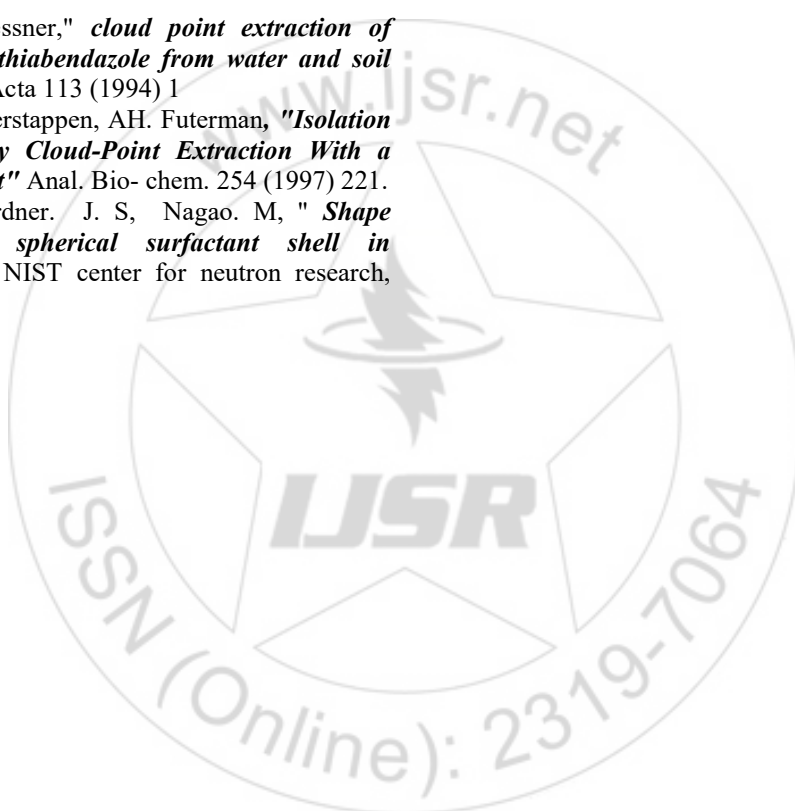 essner," cloud point extraction of
thiabendazole from water and soil
Acta 113 (1994) 1
erstappen, AH. Futerman, "Isolation
y Cloud-Point Extraction With a
t" Anal. Bio- chem. 254 (1997) 221.
rdner. J. S, Nagao. M, " Shape
spherical surfactant shell in
NIST center for neutron research,
www.ijsr.net
IJSR
ISSN (Online): 2319-7064